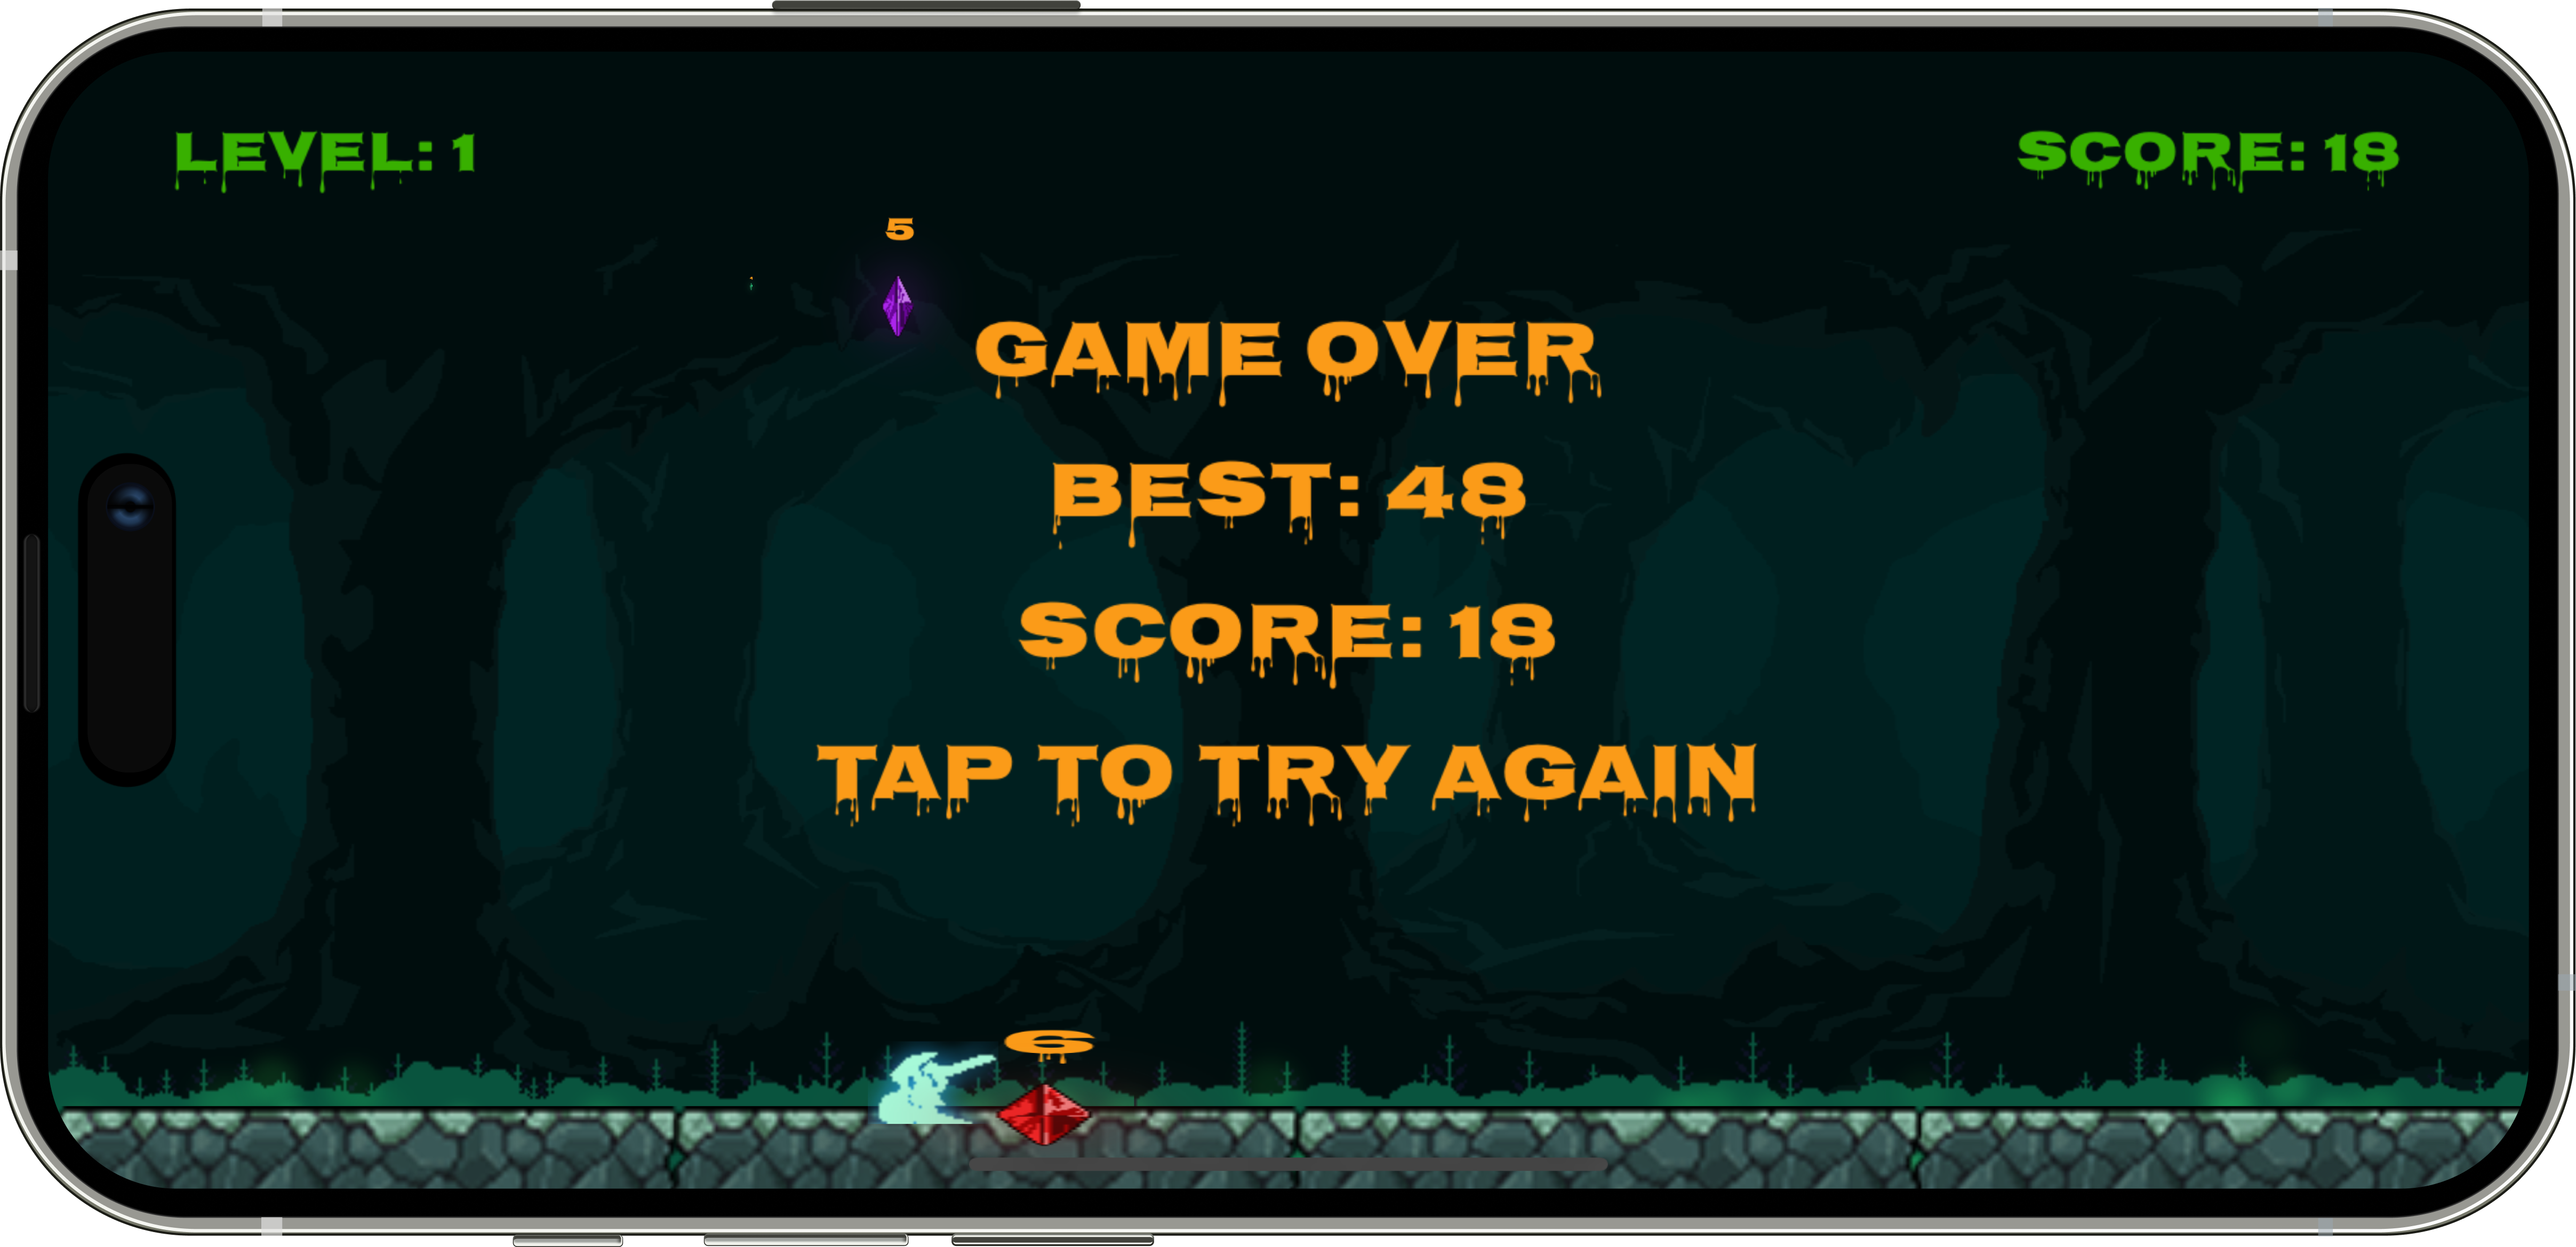 LEVEL: 1
SCORE: 18
5
GAME OVER
BEST: 48
SCORE: 18
TAP TO TRY AGAIN
6